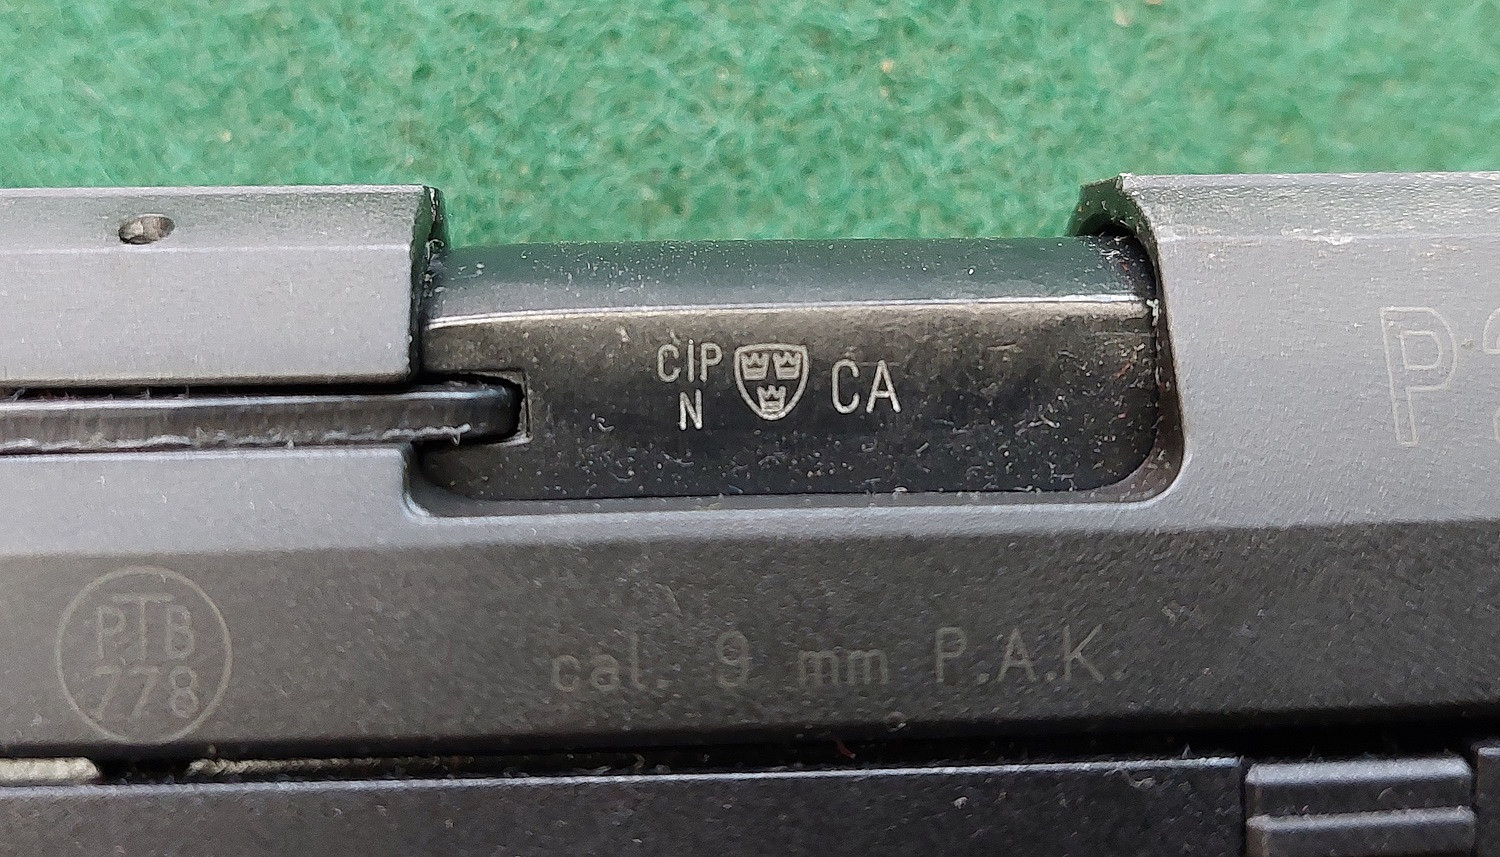 CIP
N
CA
P
PTB
778
cal. 9 mm P.A.K.